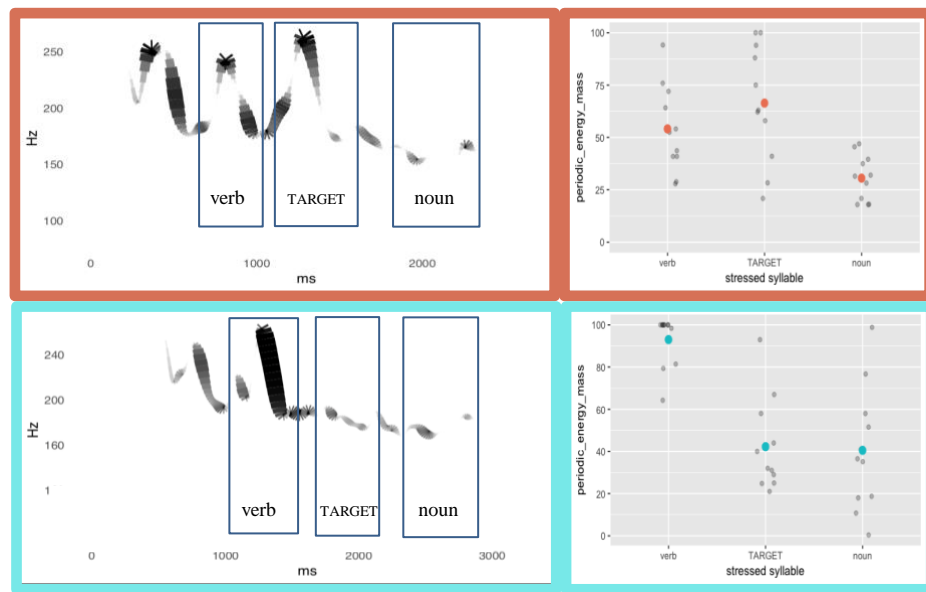 250
200
Hz
150
100
verb
TARGET
noun
0
1000
2000
ms
100
75
50
25
0
periodic_energy_mass
verb
TARGET
noun
stressed syllable
240
200
Hz
160
1
verb
TARGET
noun
0
1000
2000
3000
ms
100
80
60
40
20
0
periodic_energy_mass
verb
TARGET
noun
stressed syllable